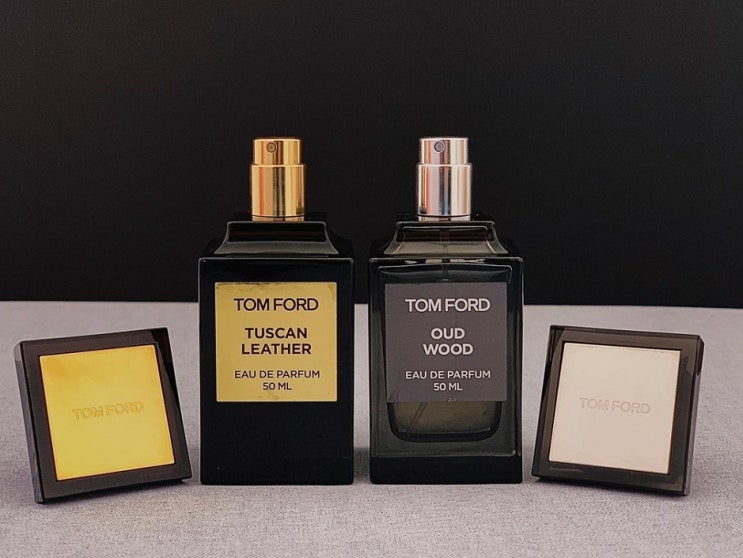 TOM FORD
TUSCAN
LEATHER
EAU DE PARFUM
50 ML
TOM FORD
OUD
WOOD
EAU DE PARFUM
50 ML
TOM FORD
TOM FORD